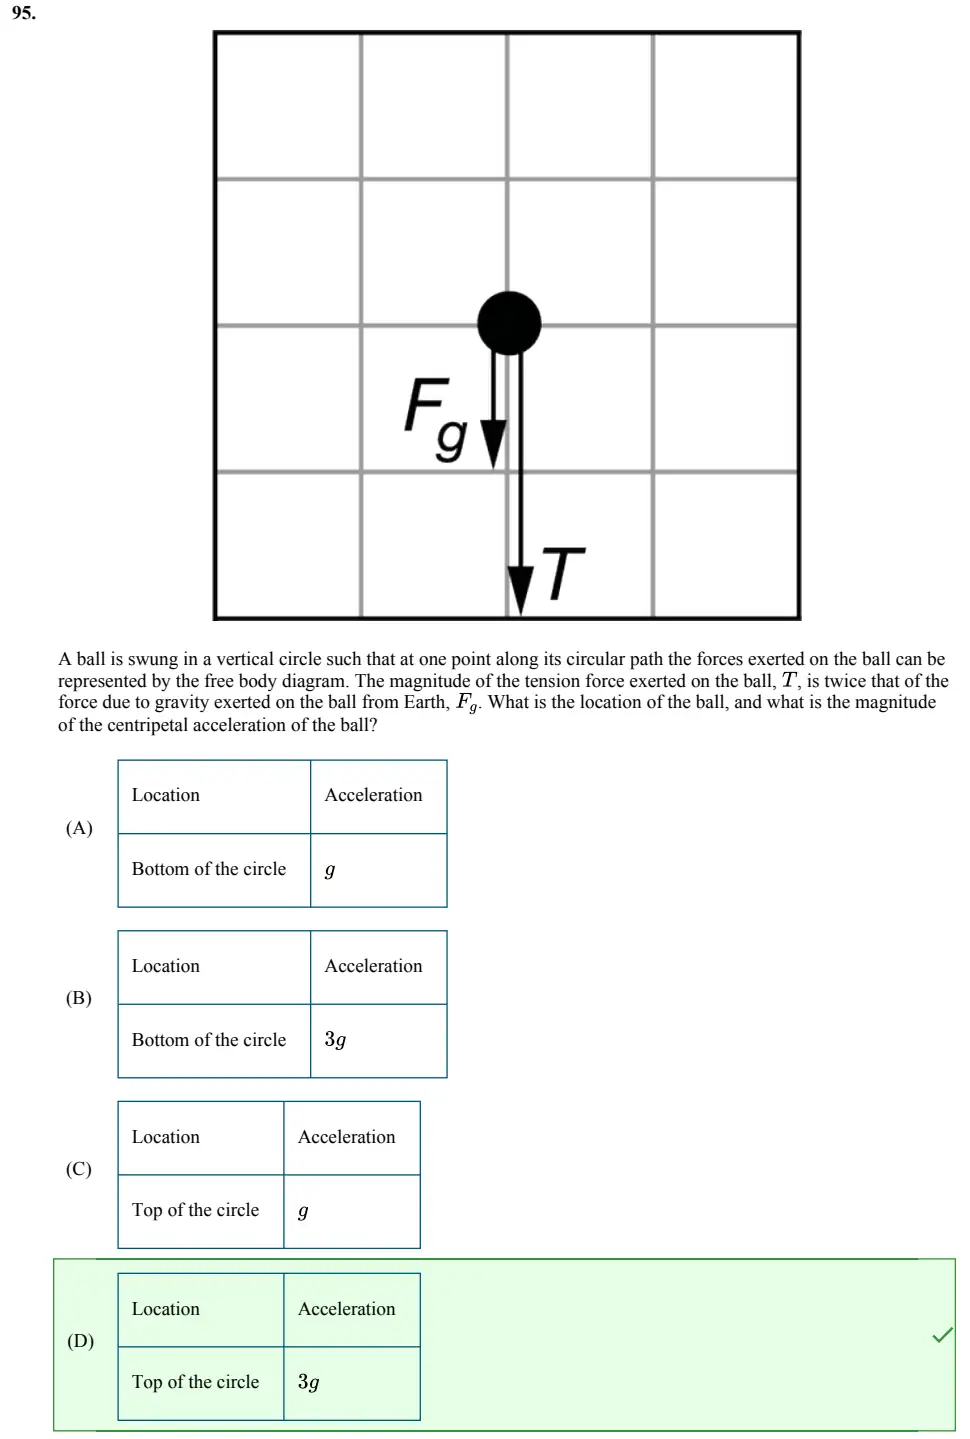 95.
F_g
T
A ball is swung in a vertical circle such that at one point along its circular path the forces exerted on the ball can be
represented by the free body diagram. The magnitude of the tension force exerted on the ball, T, is twice that of the
force due to gravity exerted on the ball from Earth, F_g. What is the location of the ball, and what is the magnitude
of the centripetal acceleration of the ball?
Location Acceleration
(A)
Bottom of the circle g
Location Acceleration
(B)
Bottom of the circle 3g
Location Acceleration
(C)
Top of the circle g
Location Acceleration
(D)
Top of the circle 3g